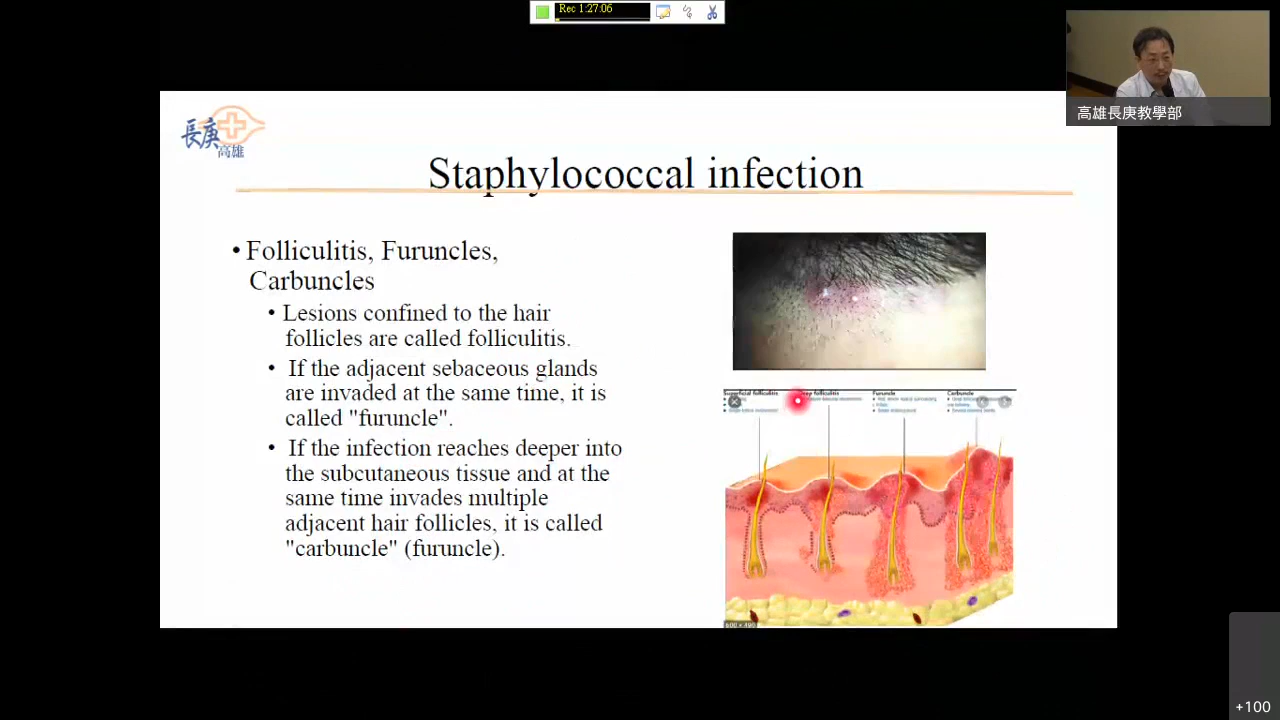 Rec 1:27:06
高雄長庚教學部
長庚
高雄
Staphylococcal infection
• Folliculitis, Furuncles,
Carbuncles
• Lesions confined to the hair
follicles are called folliculitis.
• If the adjacent sebaceous glands
are invaded at the same time, it is
called "furuncle".
• If the infection reaches deeper into
the subcutaneous tissue and at the
same time invades multiple
adjacent hair follicles, it is called
"carbuncle" (furuncle).
Superficial folliculitis
folliculitis
Furuncle
Carbuncle
600 × 490
+100